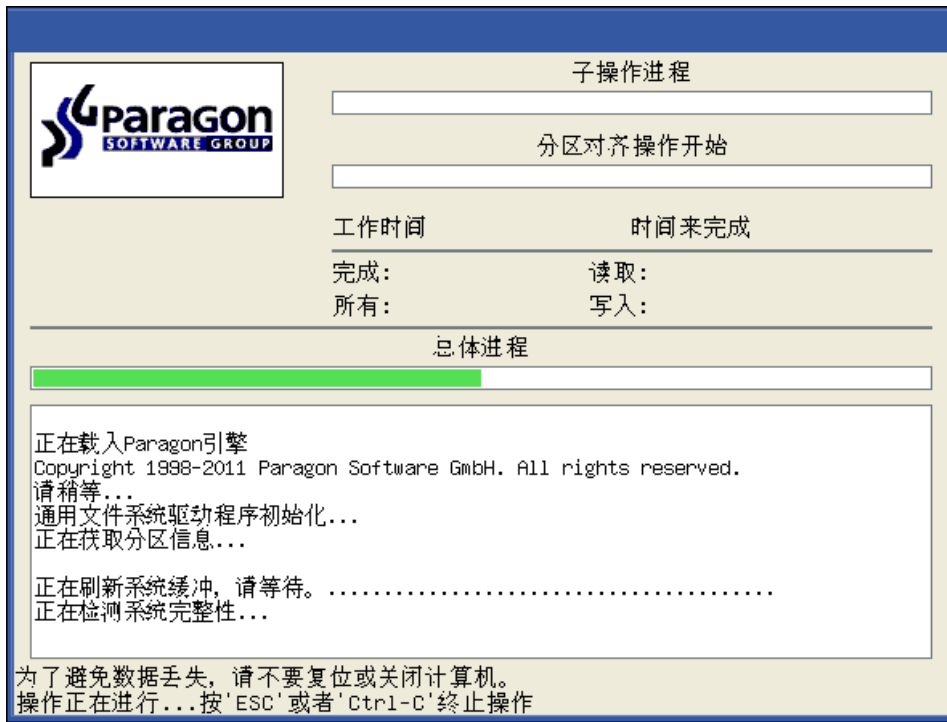 子操作进程
Paragon
SOFTWARE GROUP
分区对齐操作开始
工作时间
时间来完成
完成:
读取:
所有:
写入:
总体进程
正在载入Paragon引擎
Copyright 1998-2011 Paragon Software GmbH. All rights reserved.
请稍等...
通用文件系统驱动程序初始化...
正在获取分区信息...
正在刷新系统缓冲, 请等待。......................................
正在检测系统完整性...
为了避免数据丢失, 请不要复位或关闭计算机。
操作正在进行...按'ESC'或者'Ctrl-C'终止操作